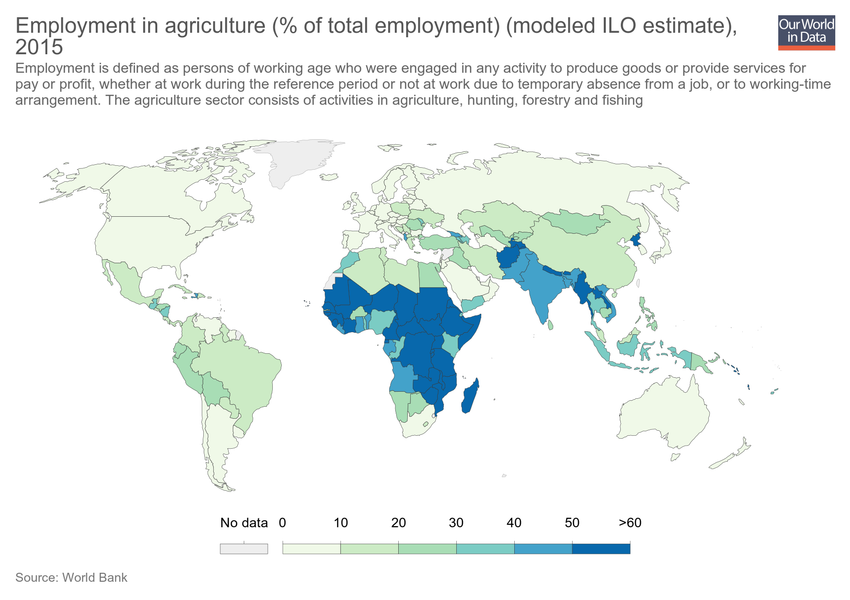 Employment in agriculture (% of total employment) (modeled ILO estimate),
2015
Our World
in Data
Employment is defined as persons of working age who were engaged in any activity to produce goods or provide services for
pay or profit, whether at work during the reference period or not at work due to temporary absence from a job, or to working-time
arrangement. The agriculture sector consists of activities in agriculture, hunting, forestry and fishing
No data 0 10 20 30 40 50 >60
Source: World Bank